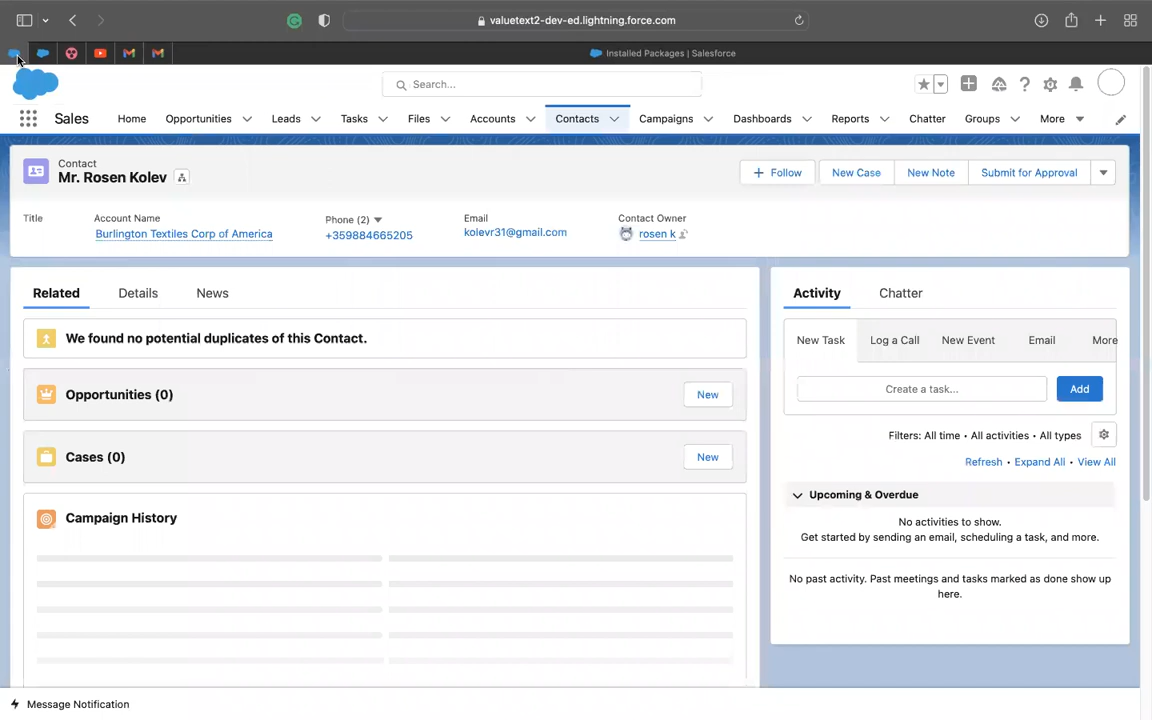 valuetext2-dev-ed.lightning.force.com
Installed Packages | Salesforce
Search...
Sales
Home
Opportunities
Leads
Tasks
Files
Accounts
Contacts
Campaigns
Dashboards
Reports
Chatter
Groups
More
Contact
Mr. Rosen Kolev
+ Follow
New Case
New Note
Submit for Approval
Title
Account Name
Phone (2)
Email
Contact Owner
Burlington Textiles Corp of America
+359884665205
kolevr31@gmail.com
rosen k
Related
Details
News
Activity
Chatter
We found no potential duplicates of this Contact.
New Task
Log a Call
New Event
Email
More
Opportunities (0)
New
Create a task...
Add
Filters: All time • All activities • All types
Cases (0)
New
Refresh • Expand All • View All
Upcoming & Overdue
Campaign History
No activities to show.
Get started by sending an email, scheduling a task, and more.
No past activity. Past meetings and tasks marked as done show up
here.
Message Notification